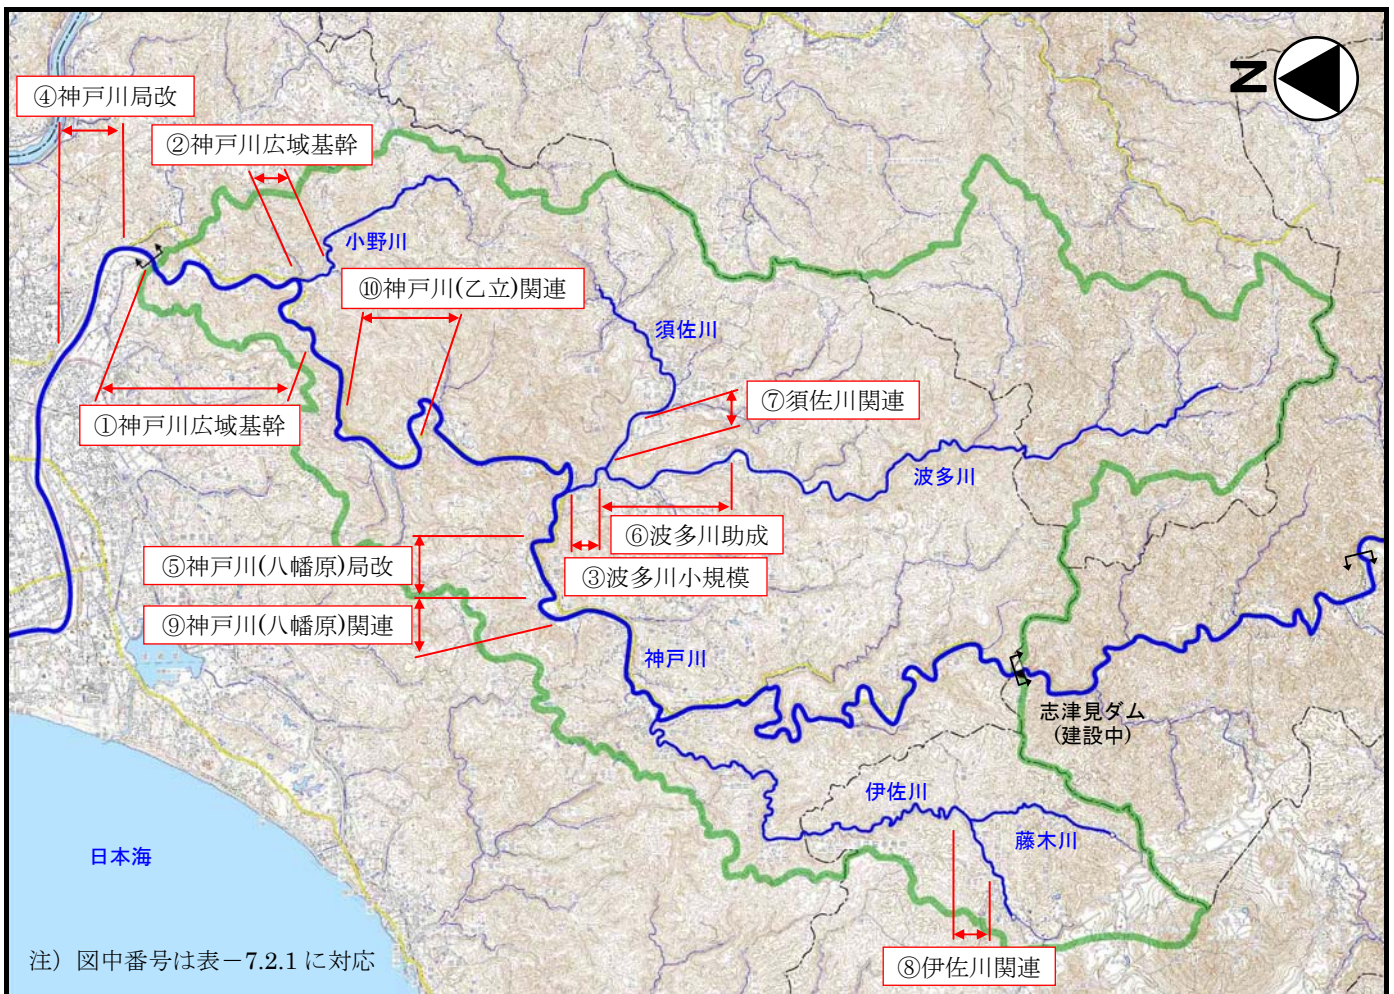 N
④神戸川局改
②神戸川広域基幹
小野川
⑩神戸川(乙立)関連
須佐川
⑦須佐川関連
①神戸川広域基幹
波多川
⑥波多川助成
⑤神戸川(八幡原)局改
③波多川小規模
⑨神戸川(八幡原)関連
神戸川
志津見ダム
(建設中)
伊佐川
藤木川
日本海
⑧伊佐川関連
注）図中番号は表－7.2.1 に対応